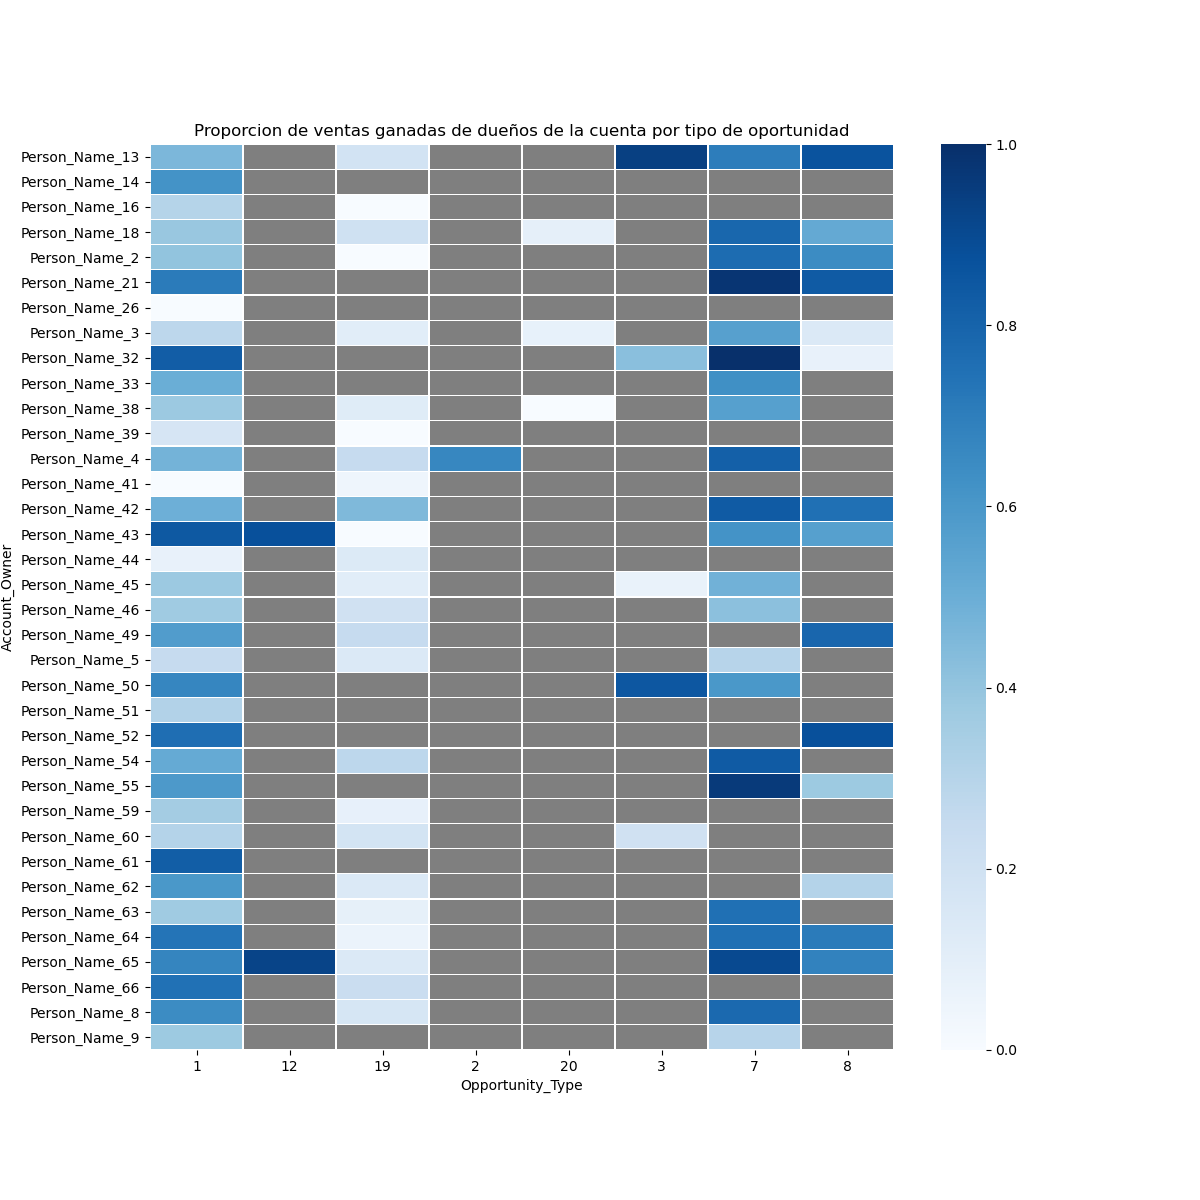 Proporcion de ventas ganadas de dueños de la cuenta por tipo de oportunidad
Account_Owner
Person_Name_13
Person_Name_14
Person_Name_16
Person_Name_18
Person_Name_2
Person_Name_21
Person_Name_26
Person_Name_3
Person_Name_32
Person_Name_33
Person_Name_38
Person_Name_39
Person_Name_4
Person_Name_41
Person_Name_42
Person_Name_43
Person_Name_44
Person_Name_45
Person_Name_46
Person_Name_49
Person_Name_5
Person_Name_50
Person_Name_51
Person_Name_52
Person_Name_54
Person_Name_55
Person_Name_59
Person_Name_60
Person_Name_61
Person_Name_62
Person_Name_63
Person_Name_64
Person_Name_65
Person_Name_66
Person_Name_8
Person_Name_9
1 12 19 2 20 3 7 8
Opportunity_Type
1.0
0.8
0.6
0.4
0.2
0.0